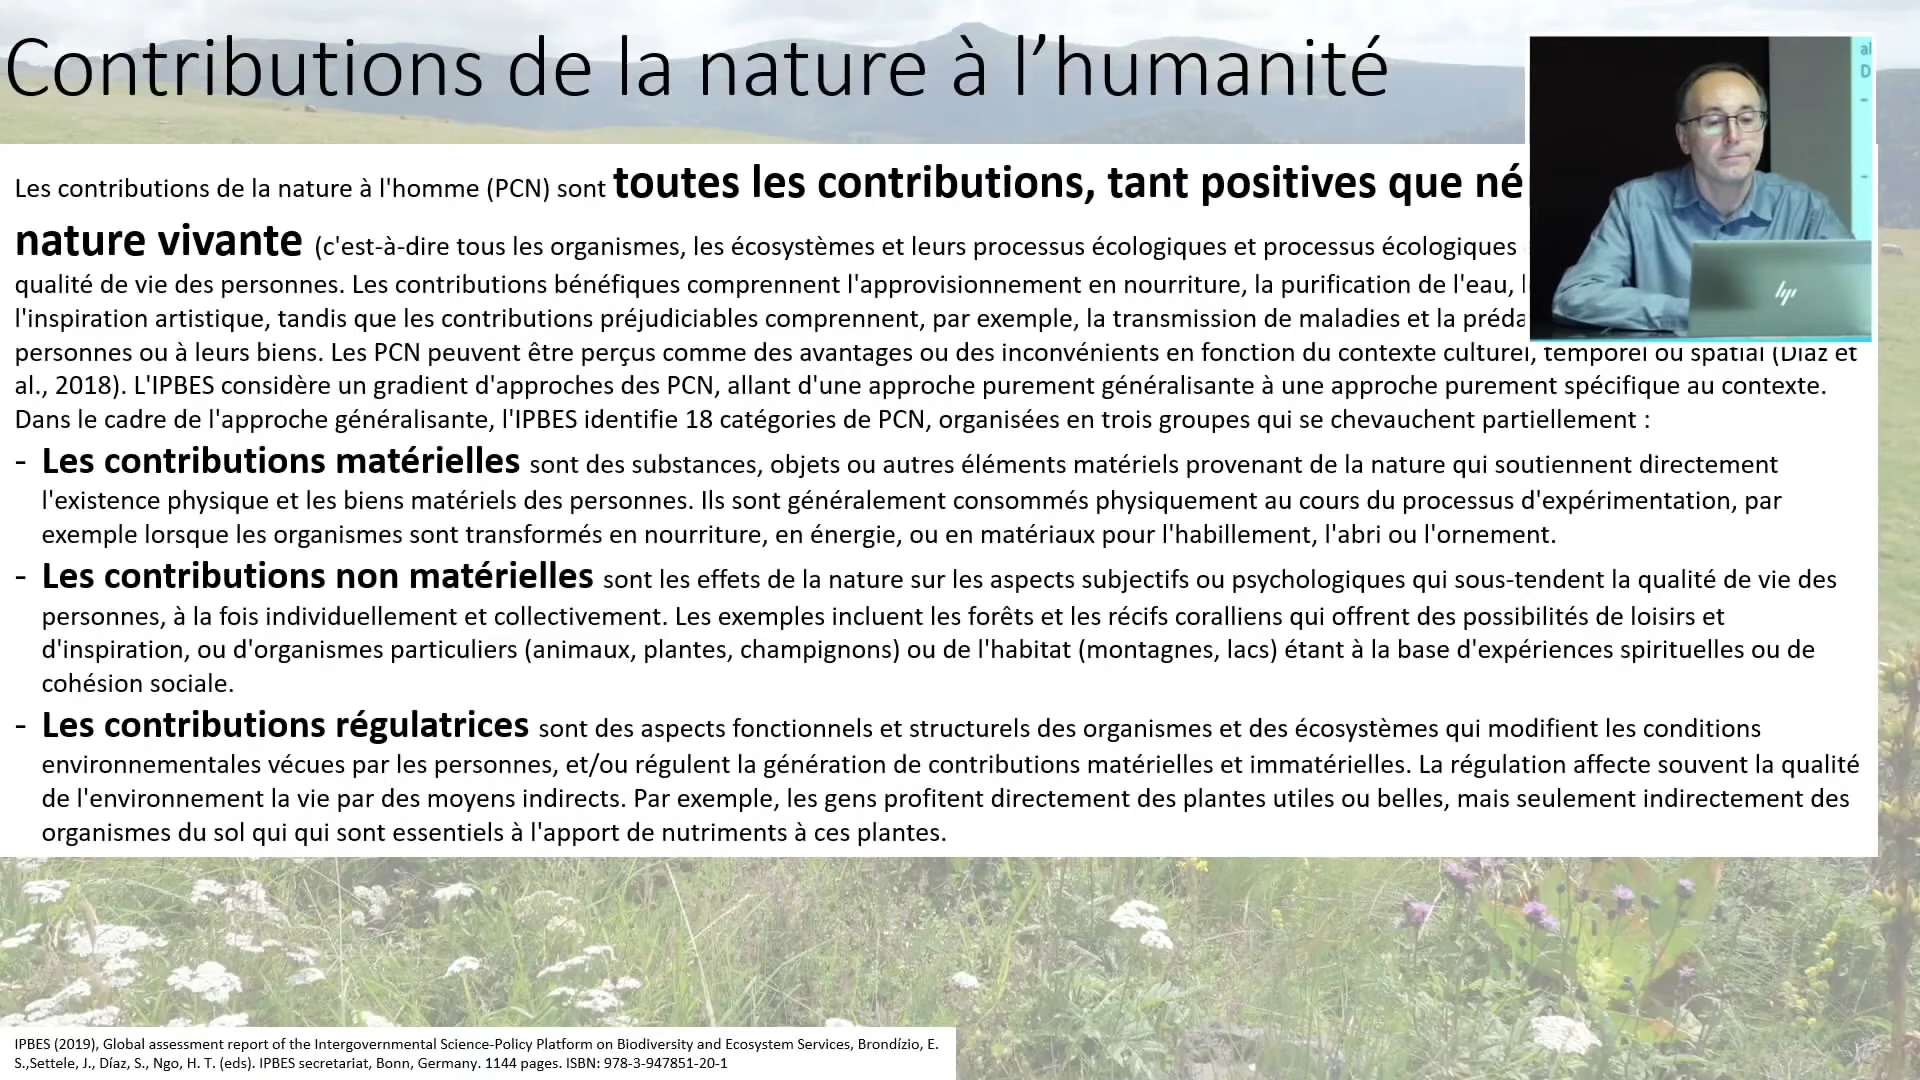 Contributions de la nature à l’humanité
Les contributions de la nature à l'homme (PCN) sont toutes les contributions, tant positives que
nature vivante (c'est-à-dire tous les organismes, les écosystèmes et leurs processus écologiques et processus écologiques
qualité de vie des personnes. Les contributions bénéfiques comprennent l'approvisionnement en nourriture, la purification de l'eau,
l'inspiration artistique, tandis que les contributions préjudiciables comprennent, par exemple, la transmission de maladies et la
personnes ou à leurs biens. Les PCN peuvent être perçus comme des avantages ou des inconvénients en fonction du contexte culturel, temporel ou spatial (Díaz et
al., 2018). L'IPBES considère un gradient d'approches des PCN, allant d'une approche purement généralisante à une approche purement spécifique au contexte.
Dans le cadre de l'approche généralisante, l'IPBES identifie 18 catégories de PCN, organisées en trois groupes qui se chevauchent partiellement :
- Les contributions matérielles sont des substances, objets ou autres éléments matériels provenant de la nature qui soutiennent directement
l'existence physique et les biens matériels des personnes. Ils sont généralement consommés physiquement au cours du processus d'expérimentation, par
exemple lorsque les organismes sont transformés en nourriture, en énergie, ou en matériaux pour l'habillement, l'abri ou l'ornement.
- Les contributions non matérielles sont les effets de la nature sur les aspects subjectifs ou psychologiques qui sous-tendent la qualité de vie des
personnes, à la fois individuellement et collectivement. Les exemples incluent les forêts et les récifs coralliens qui offrent des possibilités de loisirs et
d'inspiration, ou d'organismes particuliers (animaux, plantes, champignons) ou de l'habitat (montagnes, lacs) étant à la base d'expériences spirituelles ou de
cohésion sociale.
- Les contributions régulatrices sont des aspects fonctionnels et structurels des organismes et des écosystèmes qui modifient les conditions
environnementales vécues par les personnes, et/ou régulent la génération de contributions matérielles et immatérielles. La régulation affecte souvent la qualité
de l'environnement la vie par des moyens indirects. Par exemple, les gens profitent directement des plantes utiles ou belles, mais seulement indirectement des
organismes du sol qui qui sont essentiels à l'apport de nutriments à ces plantes.
IPBES (2019), Global assessment report of the Intergovernmental Science-Policy Platform on Biodiversity and Ecosystem Services, Brondízio, E.
S.,Settele, J., Díaz, S., Ngo, H. T. (eds). IPBES secretariat, Bonn, Germany. 1144 pages. ISBN: 978-3-947851-20-1
hp